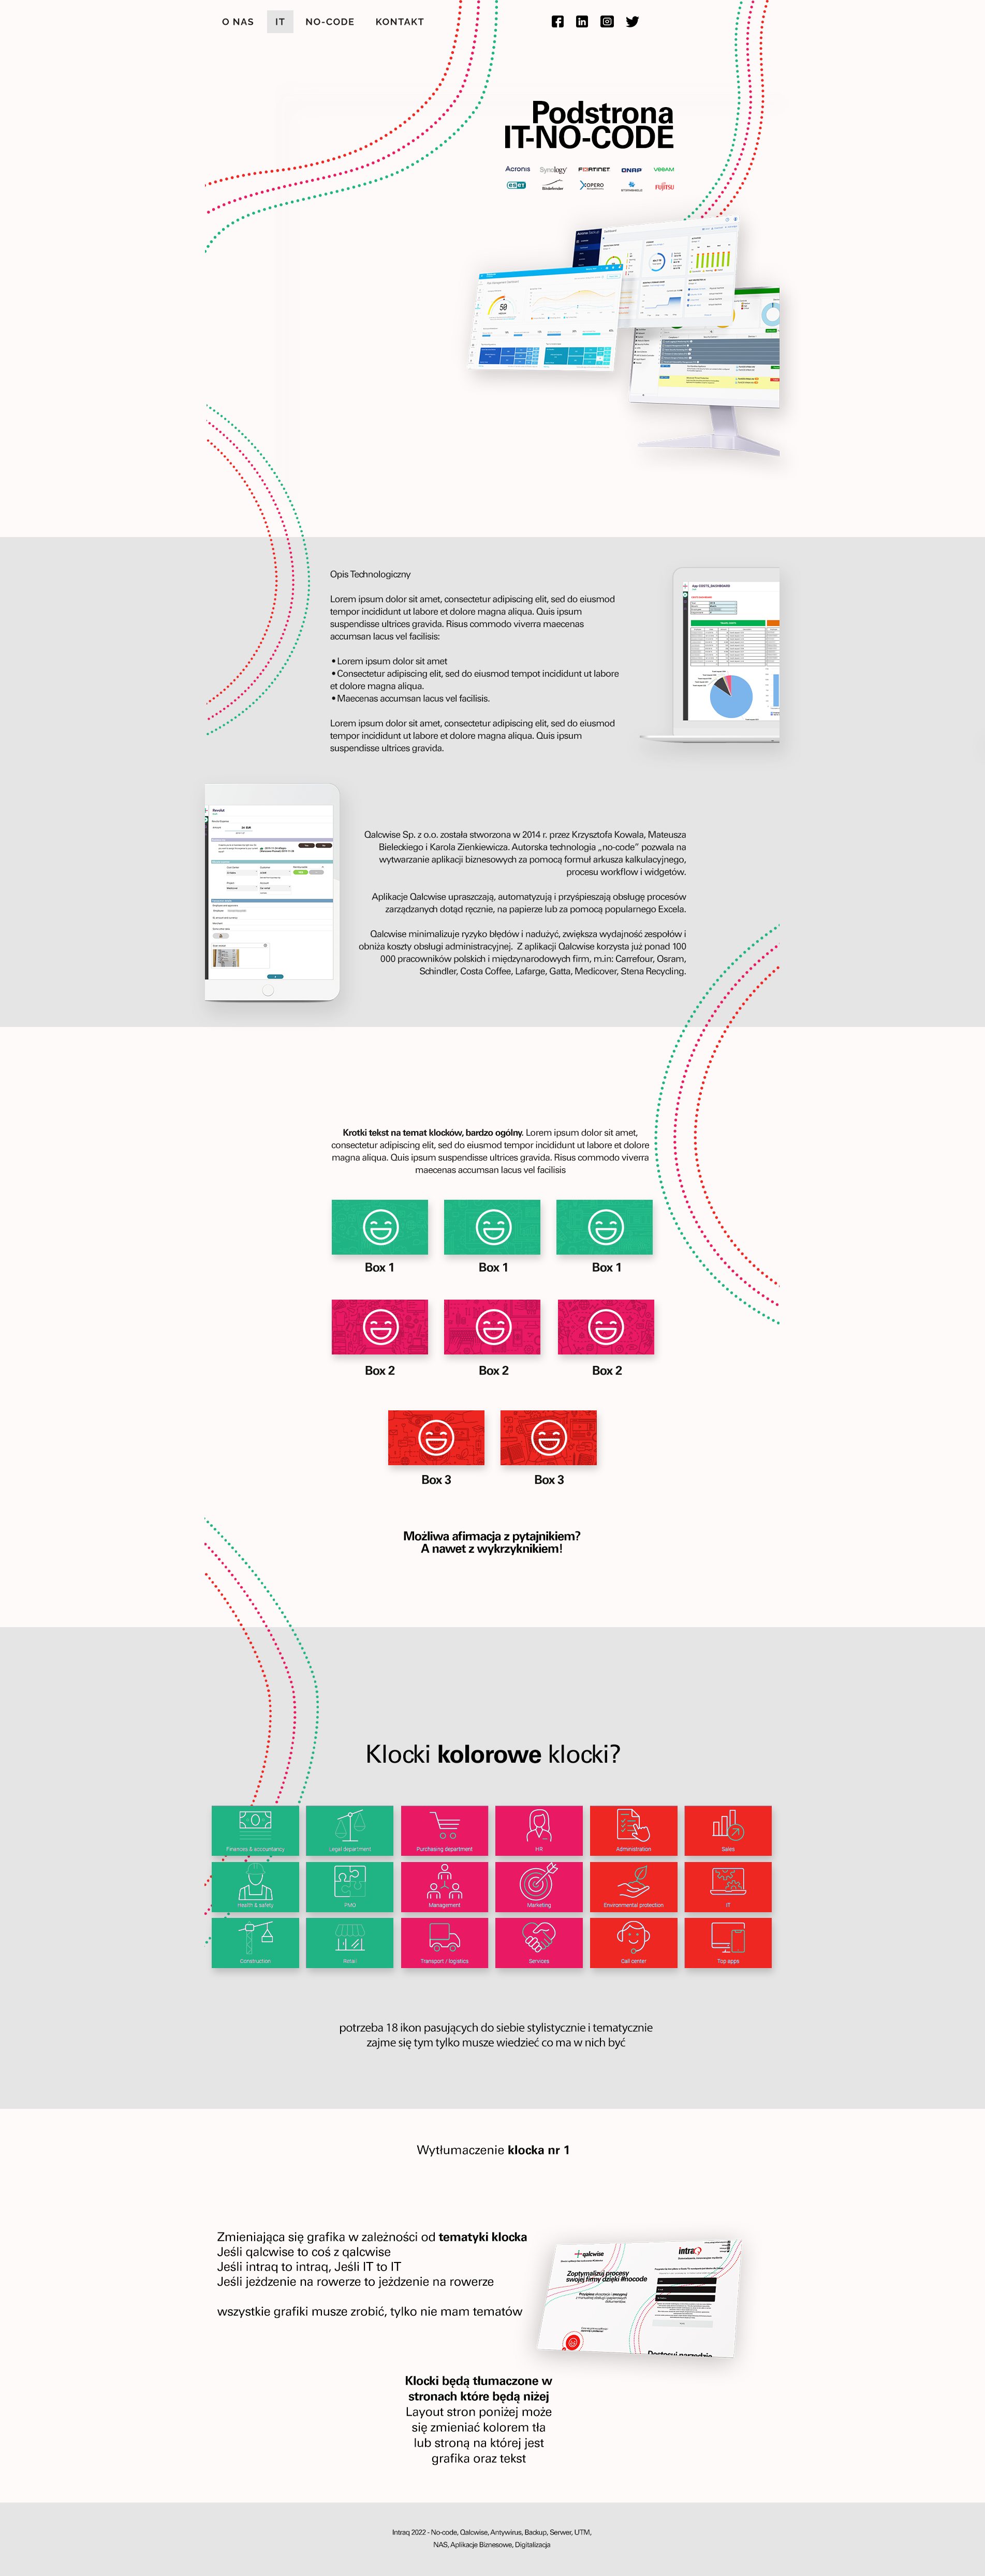 O NAS
IT
NO-CODE
KONTAKT
Podstrona
IT-NO-CODE
Acronis
Synology
FORTINET
QNAP
VEEAM
eset
Bitdefender
XOPERO
STORMSHIELD
FUJITSU
50
Opis Technologiczny
Lorem ipsum dolor sit amet, consectetur adipiscing elit, sed do eiusmod
tempor incididunt ut labore et dolore magna aliqua. Quis ipsum
suspendisse ultrices gravida. Risus commodo viverra maecenas
accumsan lacus vel facilisis:
• Lorem ipsum dolor sit amet
• Consectetur adipiscing elit, sed do eiusmod tempot incididunt ut labore
et dolore magna aliqua.
• Maecenas accumsan lacus vel facilisis.
Lorem ipsum dolor sit amet, consectetur adipiscing elit, sed do eiusmod
tempor incididunt ut labore et dolore magna aliqua. Quis ipsum
suspendisse ultrices gravida.
Qalcwise Sp. z o.o. została stworzona w 2014 r. przez Krzysztofa Kowala, Mateusza
Bieleckiego i Karola Zienkiewicza. Autorska technologia „no-code” pozwala na
wytwarzanie aplikacji biznesowych za pomocą formuł arkusza kalkulacyjnego,
procesu workflow i widgetów.
Aplikacje Qalcwise upraszczają, automatyzują i przyśpieszają obsługę procesów
zarządzanych dotąd ręcznie, na papierze lub za pomocą popularnego Excela.
Qalcwise minimalizuje ryzyko błędów i nadużyć, zwiększa wydajność zespołów i
obniża koszty obsługi administracyjnej. Z aplikacji Qalcwise korzysta już ponad 100
000 pracowników polskich i międzynarodowych firm, m.in: Carrefour, Osram,
Schindler, Costa Coffee, Lafarge, Gatta, Medicover, Stena Recycling.
Krotki tekst na temat klocków, bardzo ogólny. Lorem ipsum dolor sit amet,
consectetur adipiscing elit, sed do eiusmod tempor incididunt ut labore et dolore
magna aliqua. Quis ipsum suspendisse ultrices gravida. Risus commodo viverra
maecenas accumsan lacus vel facilisis
Box 1
Box 1
Box 1
Box 2
Box 2
Box 2
Box 3
Box 3
Możliwa afirmacja z pytajnikiem?
A nawet z wykrzyknikiem!
Klocki kolorowe klocki?
Finances & accountancy
Legal department
Purchasing department
HR
Administration
Sales
Health & safety
PMO
Management
Marketing
Environmental protection
IT
Construction
Retail
Transport / logistics
Services
Call center
Top apps
potrzeba 18 ikon pasujących do siebie stylistycznie i tematycznie
zajme się tym tylko musze wiedzieć co ma w nich być
Wytłumaczenie klocka nr 1
Zmieniająca się grafika w zależności od tematyki klocka
Jeśli qalcwise to coś z qalcwise
Jeśli intraq to intraq, Jeśli IT to IT
Jeśli jeżdzenie na rowerze to jeżdzenie na rowerze
wszystkie grafiki musze zrobić, tylko nie mam tematów
qalcwise
intraQ
Zoptymalizuj procesy
swojej firmy dzięki #nocode
Dostosuj narzędzie
Klocki będą tłumaczone w
stronach które będą niżej
Layout stron poniżej może
się zmieniać kolorem tła
lub stroną na której jest
grafika oraz tekst
Intraq 2022 - No-code, Qalcwise, Antywirus, Backup, Serwer, UTM,
NAS, Aplikacje Biznesowe, Digitalizacja